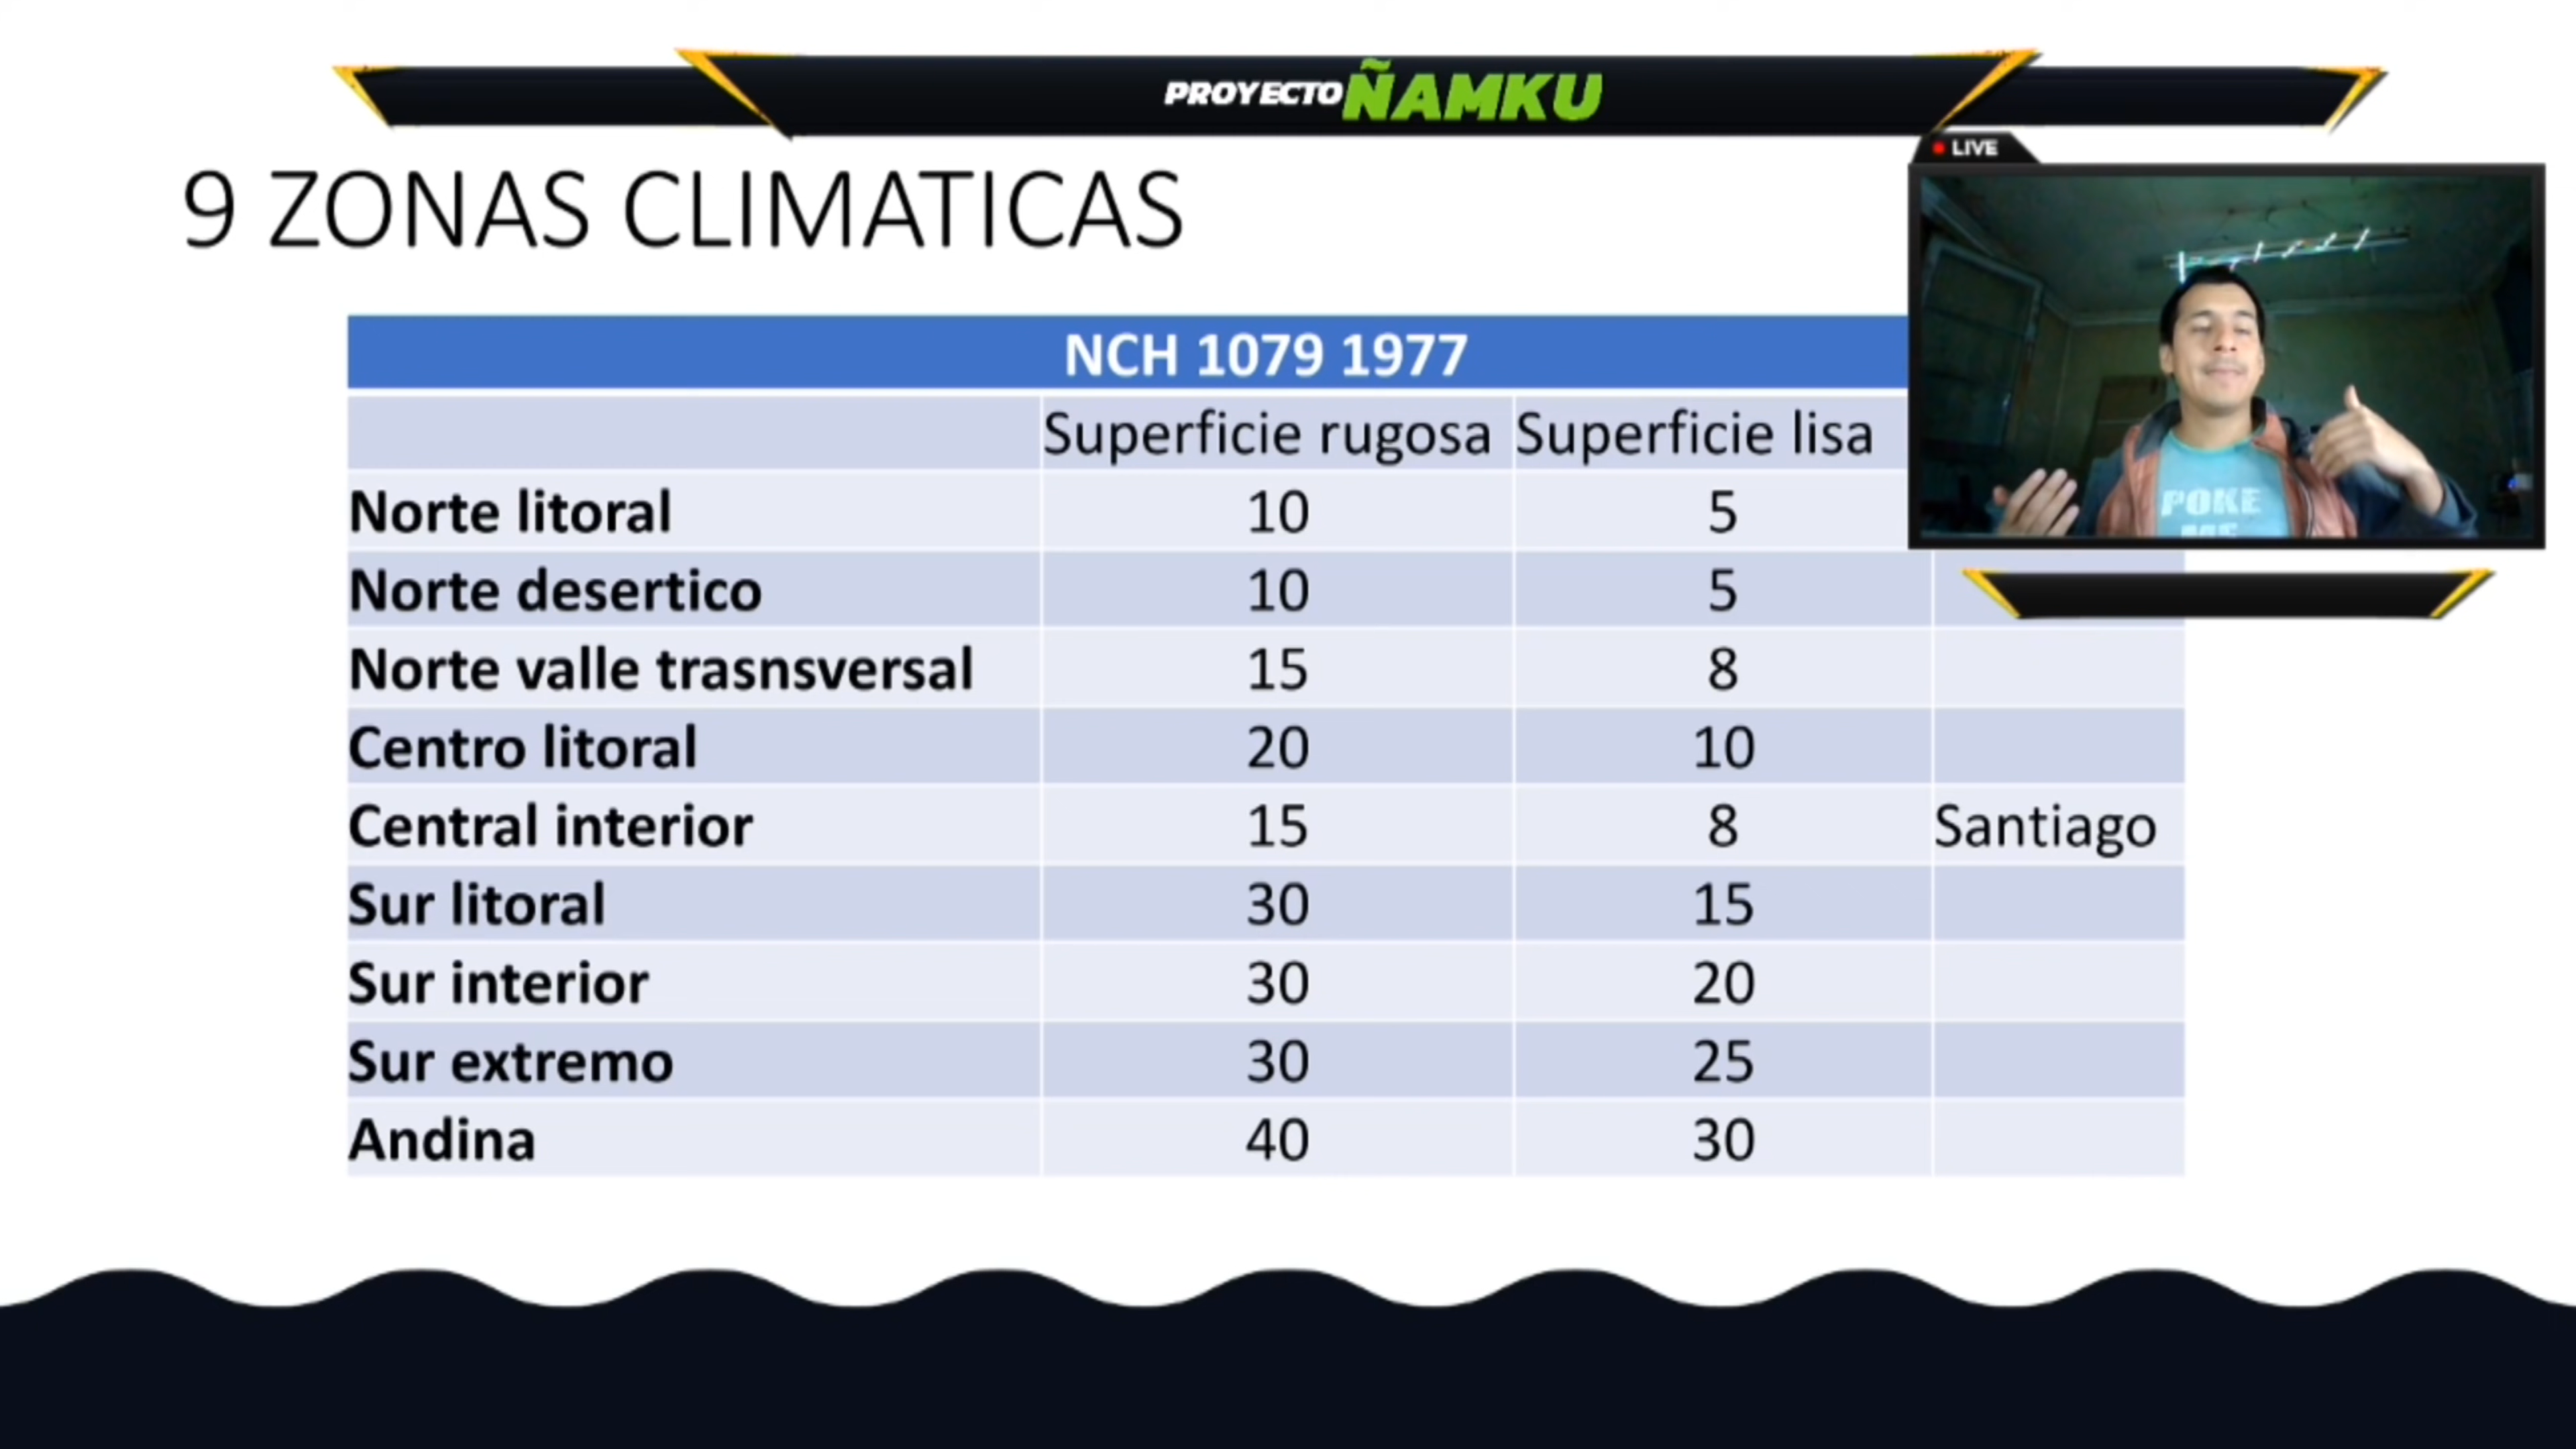 PROYECTO ÑAMKU
LIVE
9 ZONAS CLIMATICAS
NCH 1079 1977
Superficie rugosa Superficie lisa
Norte litoral 10 5
Norte desertico 10 5
Norte valle trasnsversal 15 8
Centro litoral 20 10
Central interior 15 8 Santiago
Sur litoral 30 15
Sur interior 30 20
Sur extremo 30 25
Andina 40 30
POKE
ME